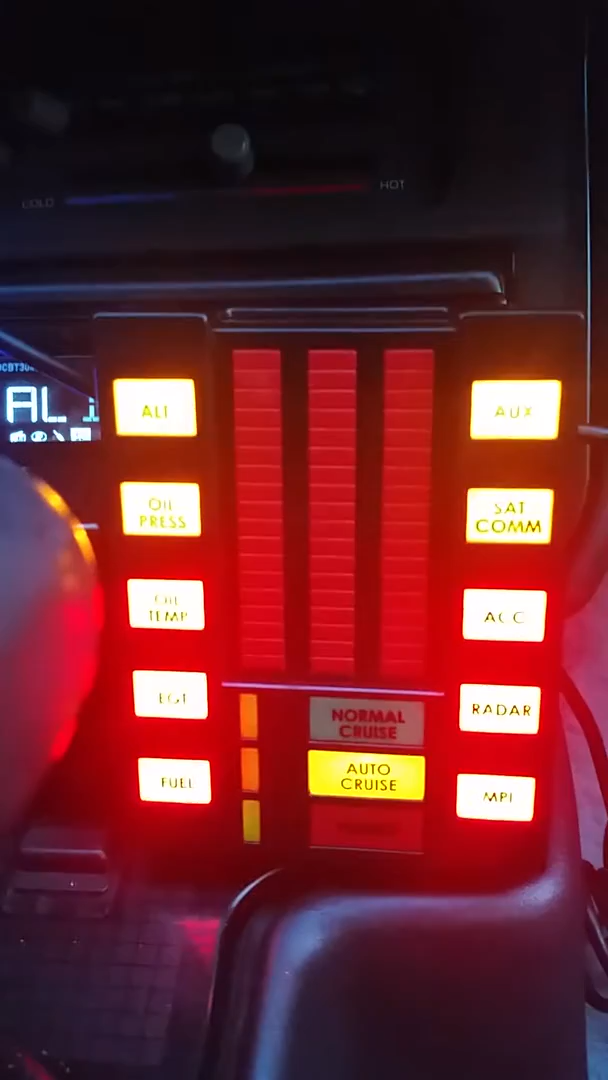 COLD
HOT
AL
ALT
AUX
OIL
PRESS
SAT
COMM
OIL
TEMP
ACC
EGT
RADAR
NORMAL
CRUISE
AUTO
CRUISE
FUEL
MPI